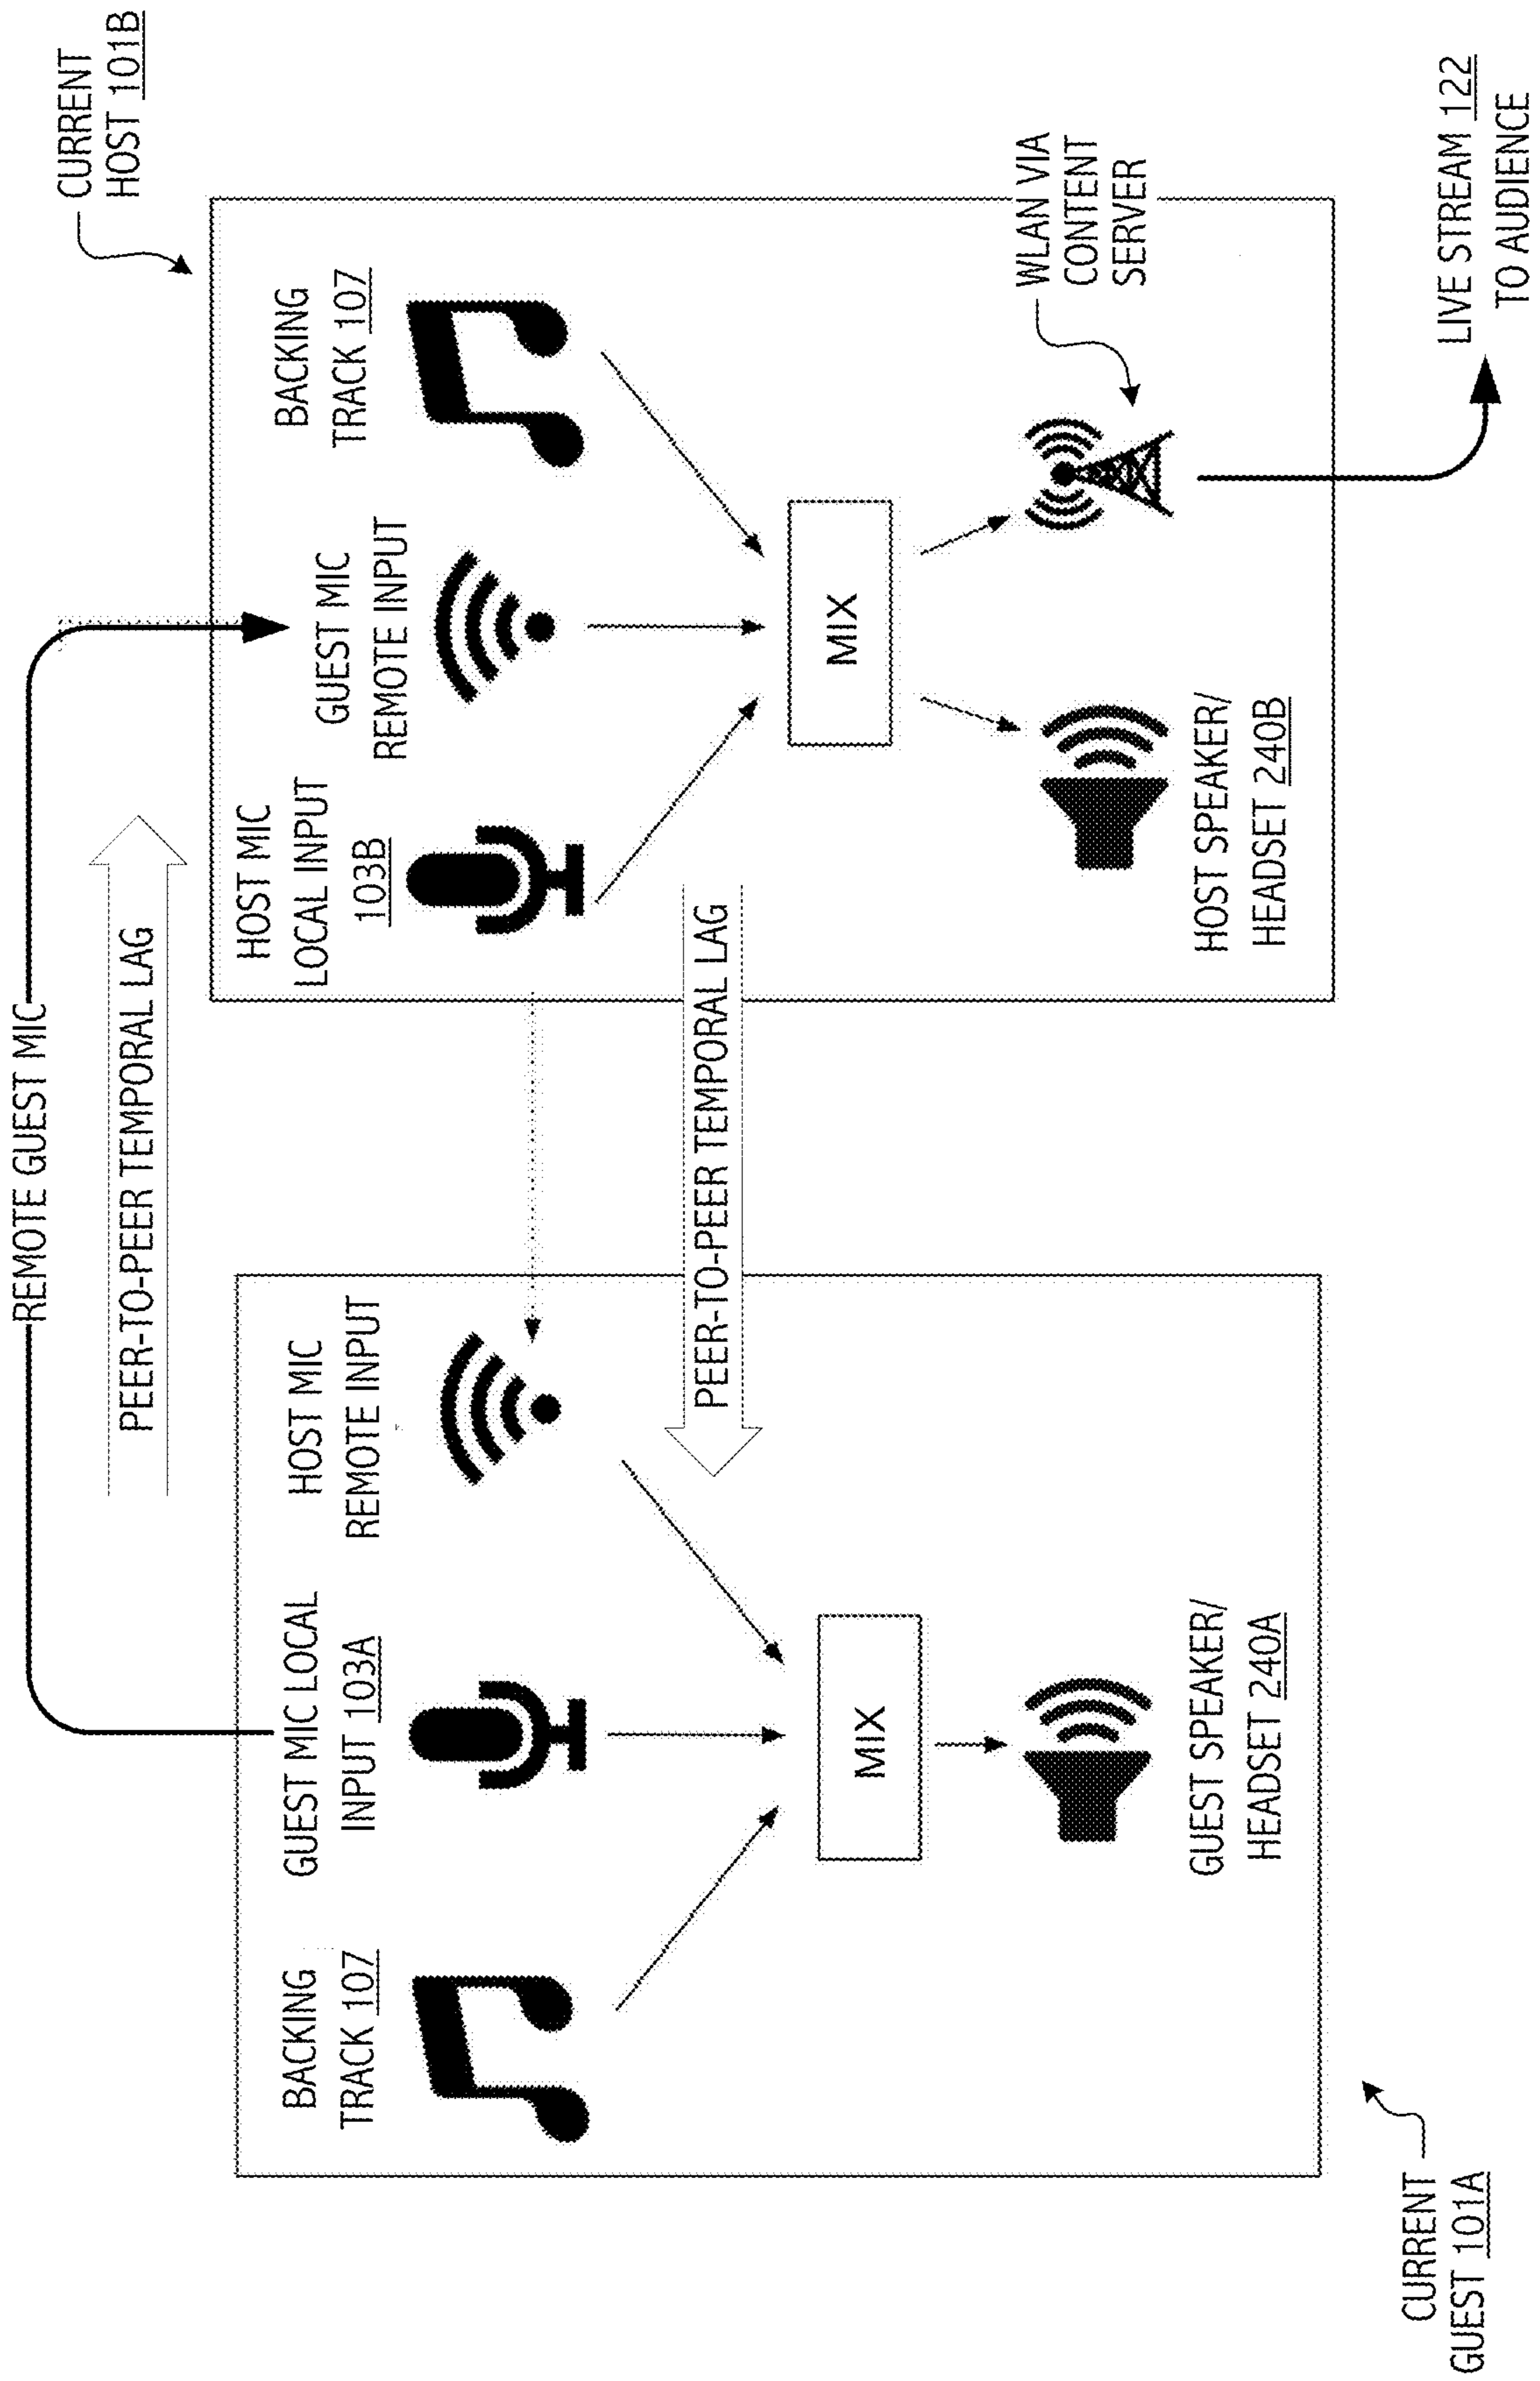 REMOTE GUEST MIC
PEER-TO-PEER TEMPORAL LAG
CURRENT
HOST 101B
BACKING
TRACK 107
GUEST MIC LOCAL
INPUT 103A
HOST MIC
REMOTE INPUT
MIX
GUEST SPEAKER/
HEADSET 240A
CURRENT
GUEST 101A
PEER-TO-PEER TEMPORAL LAG
HOST MIC
LOCAL INPUT
103B
GUEST MIC
REMOTE INPUT
BACKING
TRACK 107
MIX
HOST SPEAKER/
HEADSET 240B
WLAN VIA
CONTENT
SERVER
LIVE STREAM 122
TO AUDIENCE